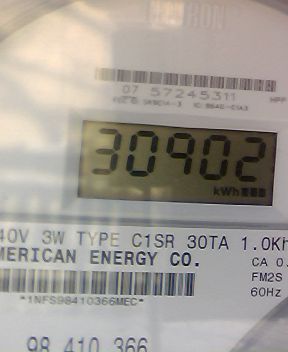 07 57245311
30902
kWh
40V 3W TYPE C1SR 30TA 1.0Kh
MERICAN ENERGY CO.
CA 0.
FM2S
60Hz
*1NFS98410366MEC*
98 410 366